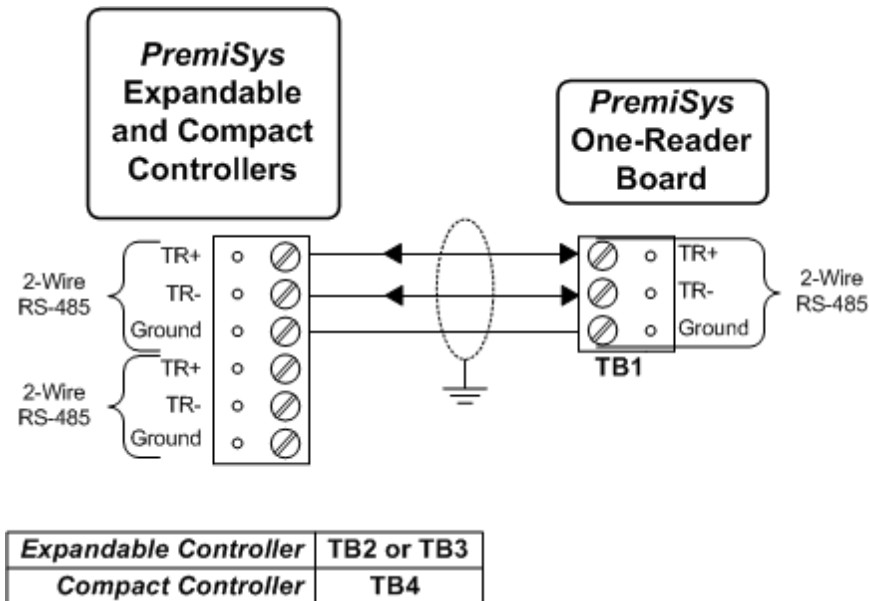 PremiSys
Expandable
and Compact
Controllers
PremiSys
One-Reader
Board
2-Wire
RS-485
TR+
TR-
Ground
2-Wire
RS-485
TR+
TR-
Ground
TR+
TR-
Ground
TB1
2-Wire
RS-485
Expandable Controller TB2 or TB3
Compact Controller TB4